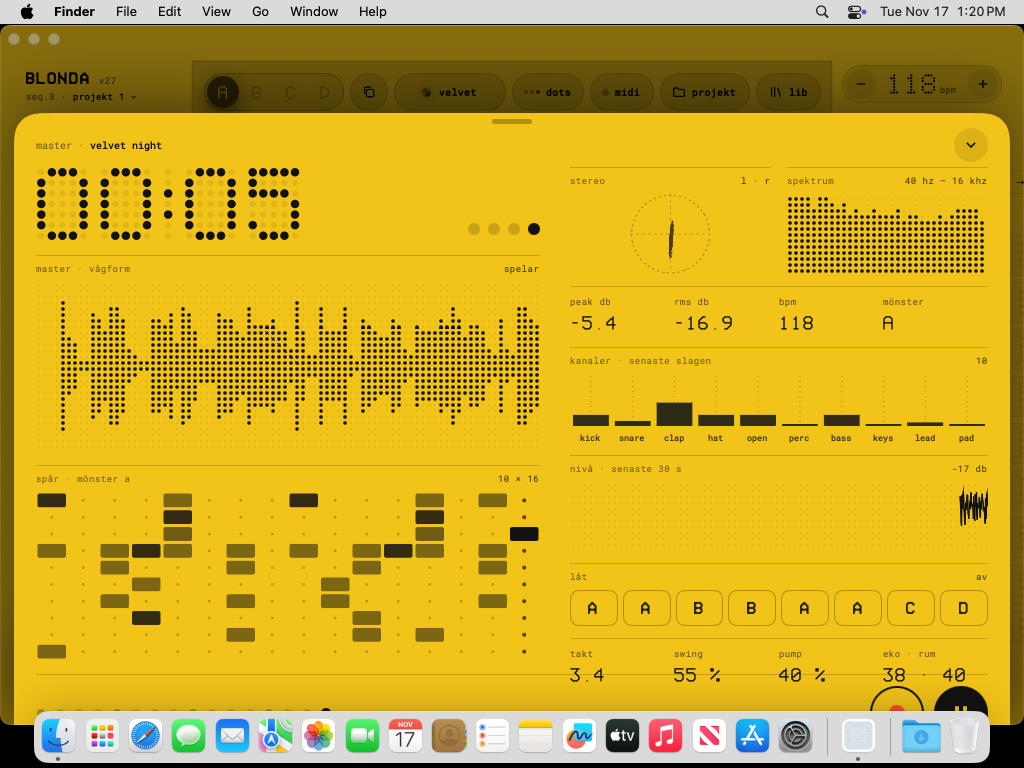 Finder File Edit View Go Window Help Tue Nov 17 1:20 PM
BLONDA v27
seq.3 · projekt 1
A B C D velvet dots midi projekt lib
− 118 bpm +
master · velvet night
00:05
master · vågform spelar
spår · mönster a 10 × 16
stereo l · r
spektrum 40 hz – 16 khz
peak db rms db bpm mönster
-5.4 -16.9 118 A
kanaler · senaste slagen 10
kick snare clap hat open perc bass keys lead pad
nivå · senaste 30 s -17 db
låt av
A A B B A A C D
takt swing pump eko · rum
3.4 55 % 40 % 38 · 40
NOV
17
tv